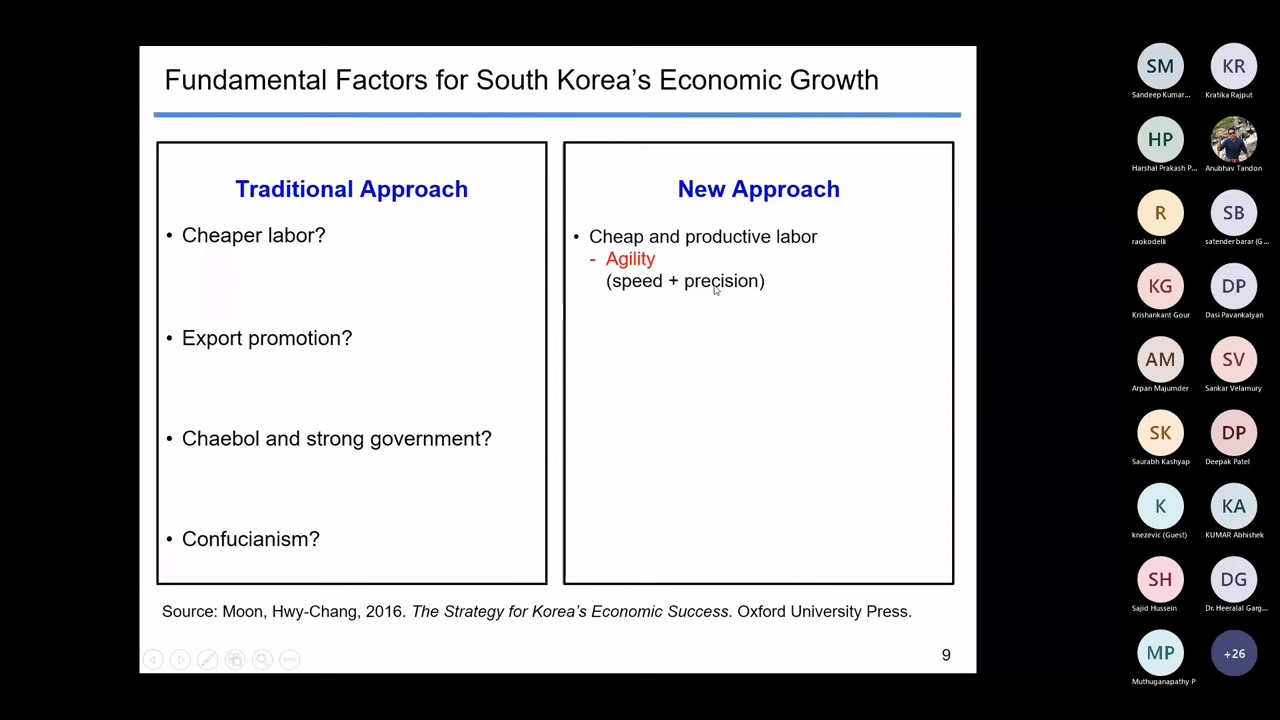 Fundamental Factors for South Korea's Economic Growth
Traditional Approach
• Cheaper labor?
• Export promotion?
• Chaebol and strong government?
• Confucianism?
New Approach
• Cheap and productive labor
- Agility
(speed + precision)
Source: Moon, Hwy-Chang, 2016. The Strategy for Korea's Economic Success. Oxford University Press.
9
SM
Sandeep Kumar...
KR
Kratika Rajput
HP
Harshal Prakash P...
Anubhav Tandon
R
raokodelli
SB
satender barar (G...
KG
Krishankant Gour
DP
Dasi Pavankalyan
AM
Arpan Majumder
SV
Sankar Velamury
SK
Saurabh Kashyap
DP
Deepak Patel
K
knezevic (Guest)
KA
KUMAR Abhishek
SH
Sajid Hussein
DG
Dr. Heeralal Garg...
MP
Muthuganapathy P
+26